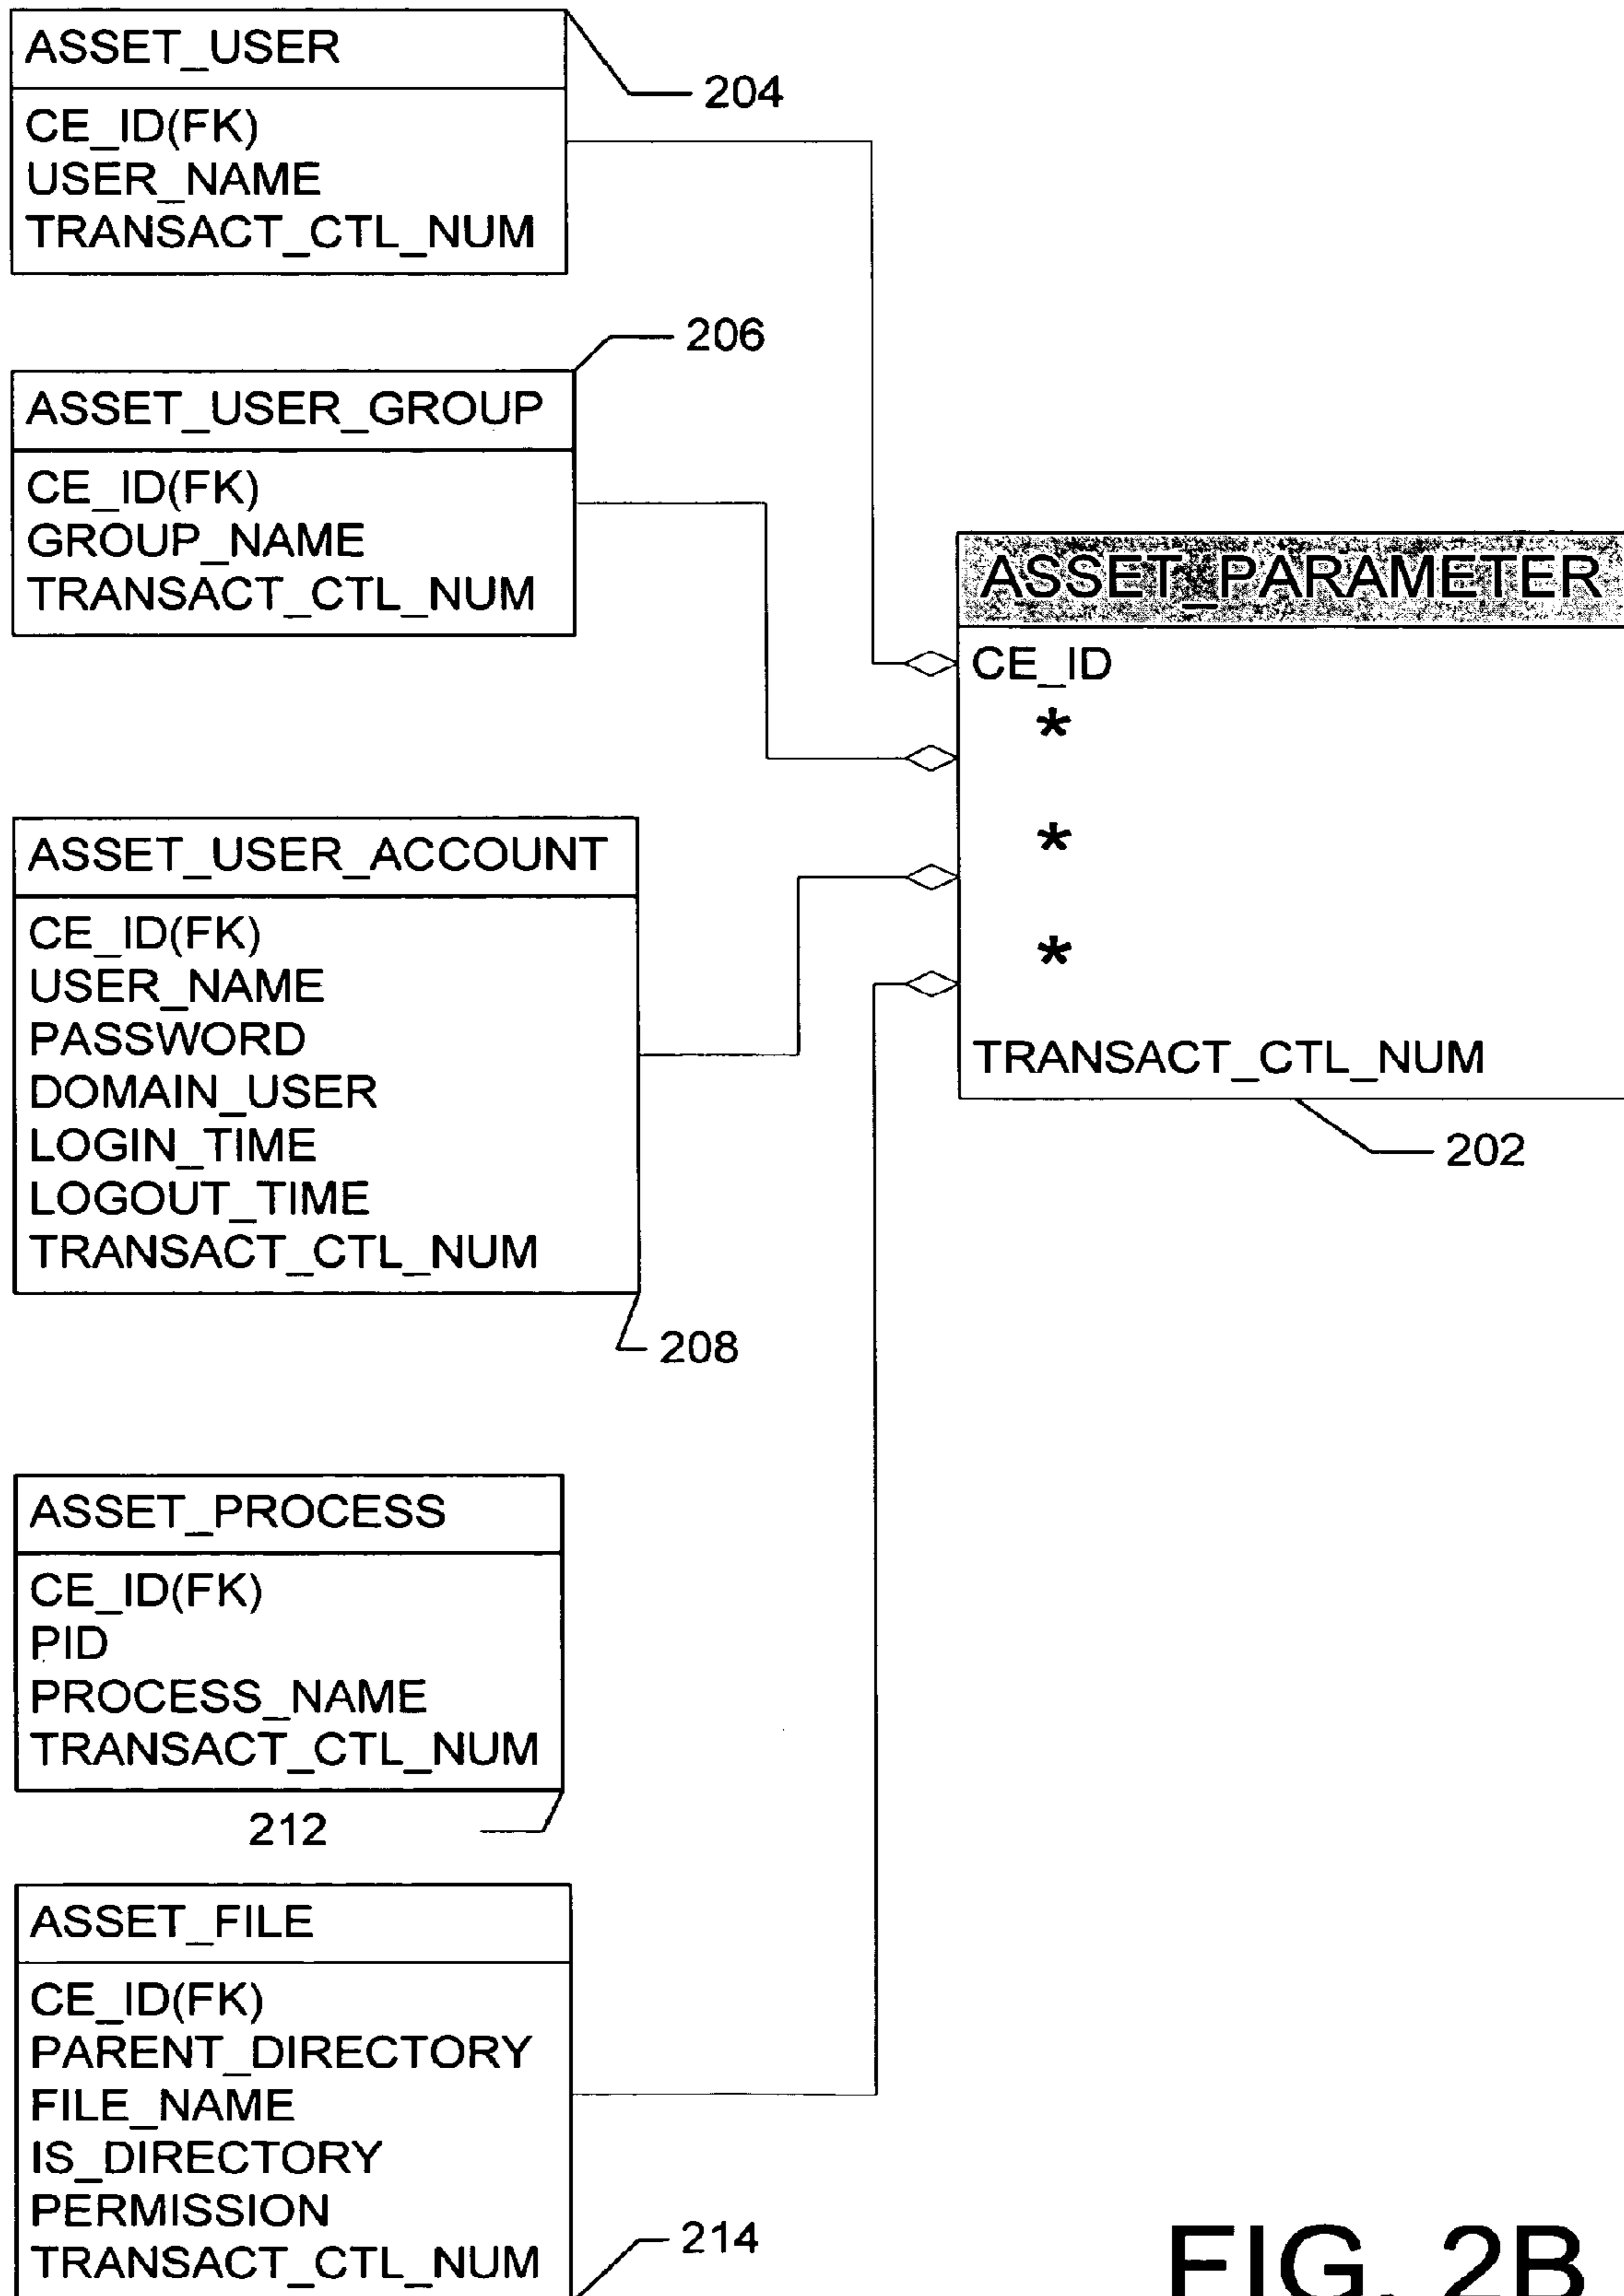 ASSET_USER
204
CE_ID(FK)
USER_NAME
TRANSACT_CTL_NUM
206
ASSET_USER_GROUP
CE_ID(FK)
GROUP_NAME
TRANSACT_CTL_NUM
ASSET_PARAMETER
CE_ID
*
*
*
TRANSACT_CTL_NUM
202
ASSET_USER_ACCOUNT
CE_ID(FK)
USER_NAME
PASSWORD
DOMAIN_USER
LOGIN_TIME
LOGOUT_TIME
TRANSACT_CTL_NUM
208
ASSET_PROCESS
CE_ID(FK)
PID
PROCESS_NAME
TRANSACT_CTL_NUM
212
ASSET_FILE
CE_ID(FK)
PARENT_DIRECTORY
FILE_NAME
IS_DIRECTORY
PERMISSION
TRANSACT_CTL_NUM
214
FIG. 2B